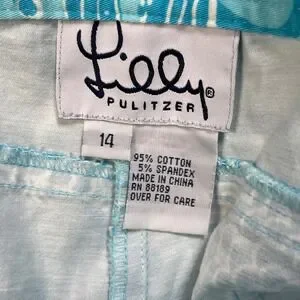 Lilly®
PULITZER
14
95% COTTON
5% SPANDEX
MADE IN CHINA
RN 88189
OVER FOR CARE